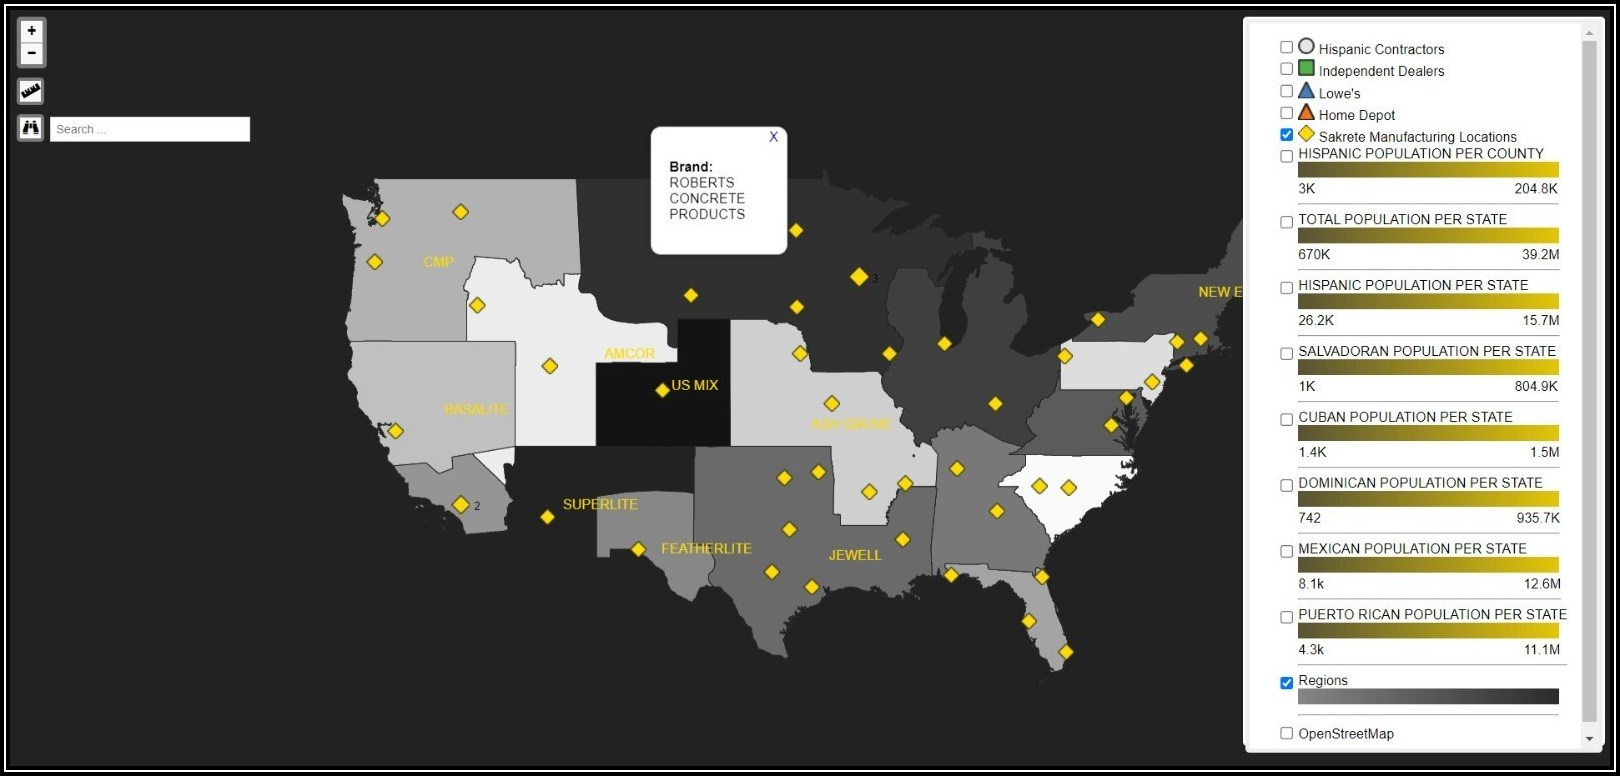 +
−
Search ...
X
Brand:
ROBERTS
CONCRETE
PRODUCTS
3
CMP
NEW E
AMCOR
US MIX
BASALITE
ASH GROVE
2
SUPERLITE
FEATHERLITE
JEWELL
Hispanic Contractors
Independent Dealers
Lowe's
Home Depot
Sakrete Manufacturing Locations
HISPANIC POPULATION PER COUNTY
3K 204.8K
TOTAL POPULATION PER STATE
670K 39.2M
HISPANIC POPULATION PER STATE
26.2K 15.7M
SALVADORAN POPULATION PER STATE
1K 804.9K
CUBAN POPULATION PER STATE
1.4K 1.5M
DOMINICAN POPULATION PER STATE
742 935.7K
MEXICAN POPULATION PER STATE
8.1k 12.6M
PUERTO RICAN POPULATION PER STATE
4.3k 11.1M
Regions
OpenStreetMap